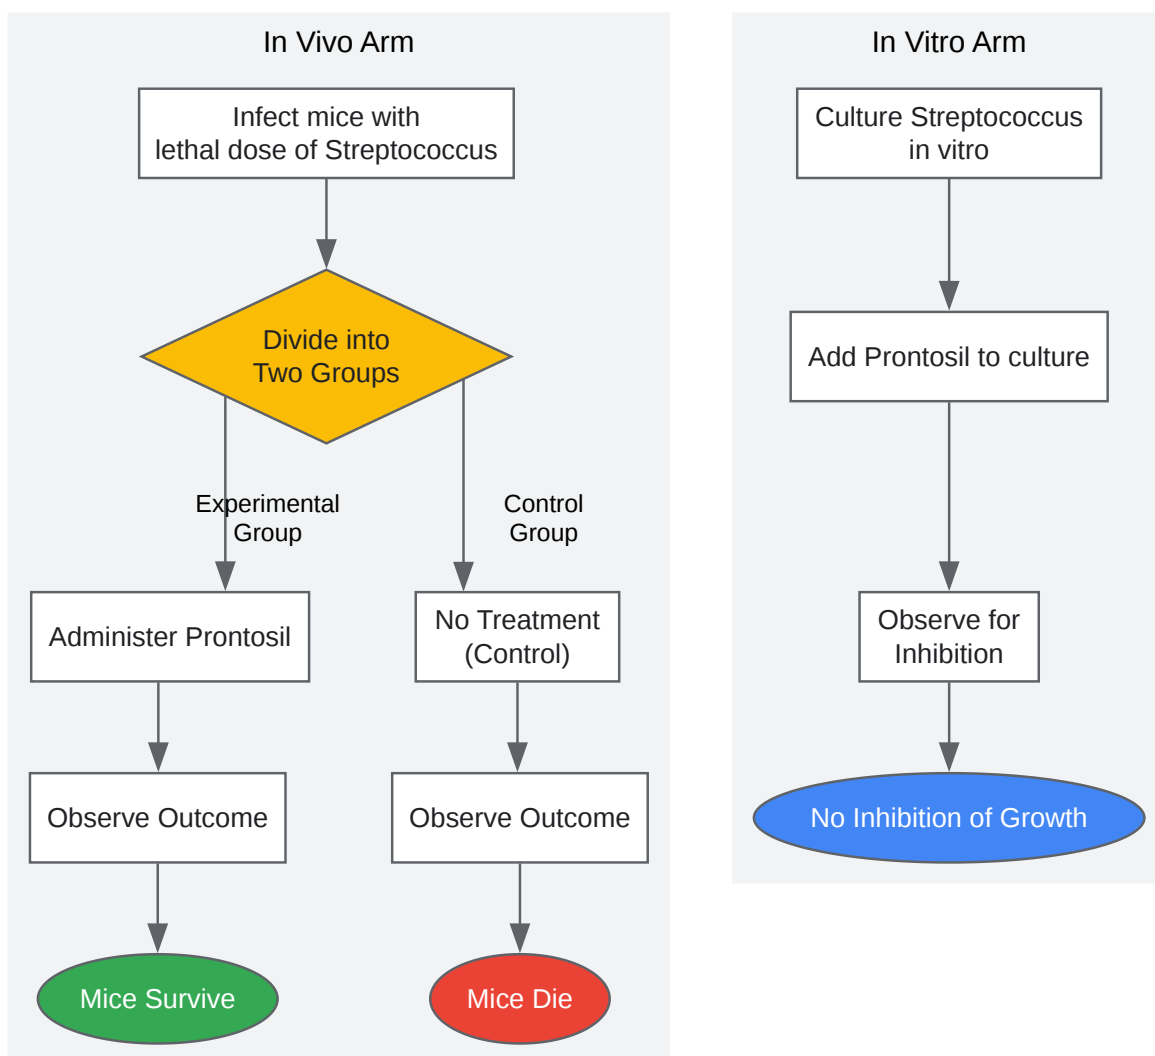 In Vivo Arm
Infect mice with
lethal dose of Streptococcus
Divide into
Two Groups
Experimental
Group
Control
Group
Administer Prontosil
No Treatment
(Control)
Observe Outcome
Observe Outcome
Mice Survive
Mice Die
In Vitro Arm
Culture Streptococcus
in vitro
Add Prontosil to culture
Observe for
Inhibition
No Inhibition of Growth